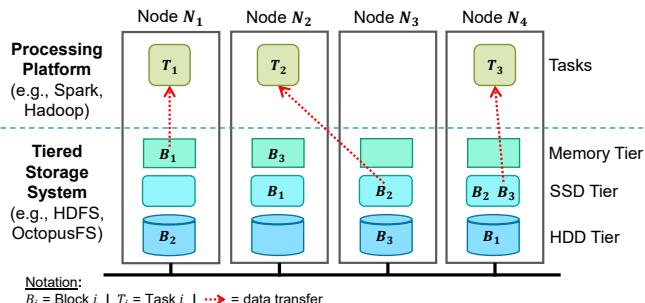 Node N₁ Node N₂ Node N₃ Node N₄
Processing
Platform
(e.g., Spark,
Hadoop)
T₁ T₂ T₃ Tasks
Tiered
Storage
System
(e.g., HDFS,
OctopusFS)
B₁ B₃ Memory Tier
B₁ B₂ B₂ B₃ SSD Tier
B₂ B₃ B₁ HDD Tier
Notation:
Bᵢ = Block i | Tᵢ = Task i | = data transfer